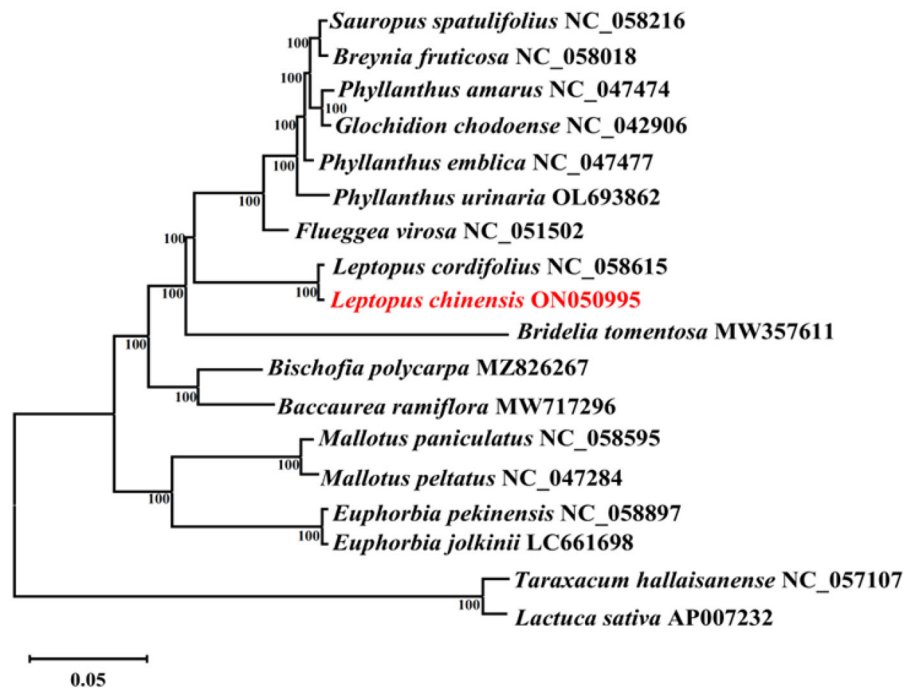 Sauropus spatulifolius NC_058216
100
Breynia fruticosa NC_058018
100
Phyllanthus amarus NC_047474
100
100
Glochidion chodoense NC_042906
100
Phyllanthus emblica NC_047477
100
Phyllanthus urinaria OL693862
Flueggea virosa NC_051502
100
Leptopus cordifolius NC_058615
100
100
Leptopus chinensis ON050995
Bridelia tomentosa MW357611
100
Bischofia polycarpa MZ826267
100
Baccaurea ramiflora MW717296
Mallotus paniculatus NC_058595
100
Mallotus peltatus NC_047284
100
Euphorbia pekinensis NC_058897
100
Euphorbia jolkinii LC661698
Taraxacum hallaisanense NC_057107
100
Lactuca sativa AP007232
0.05